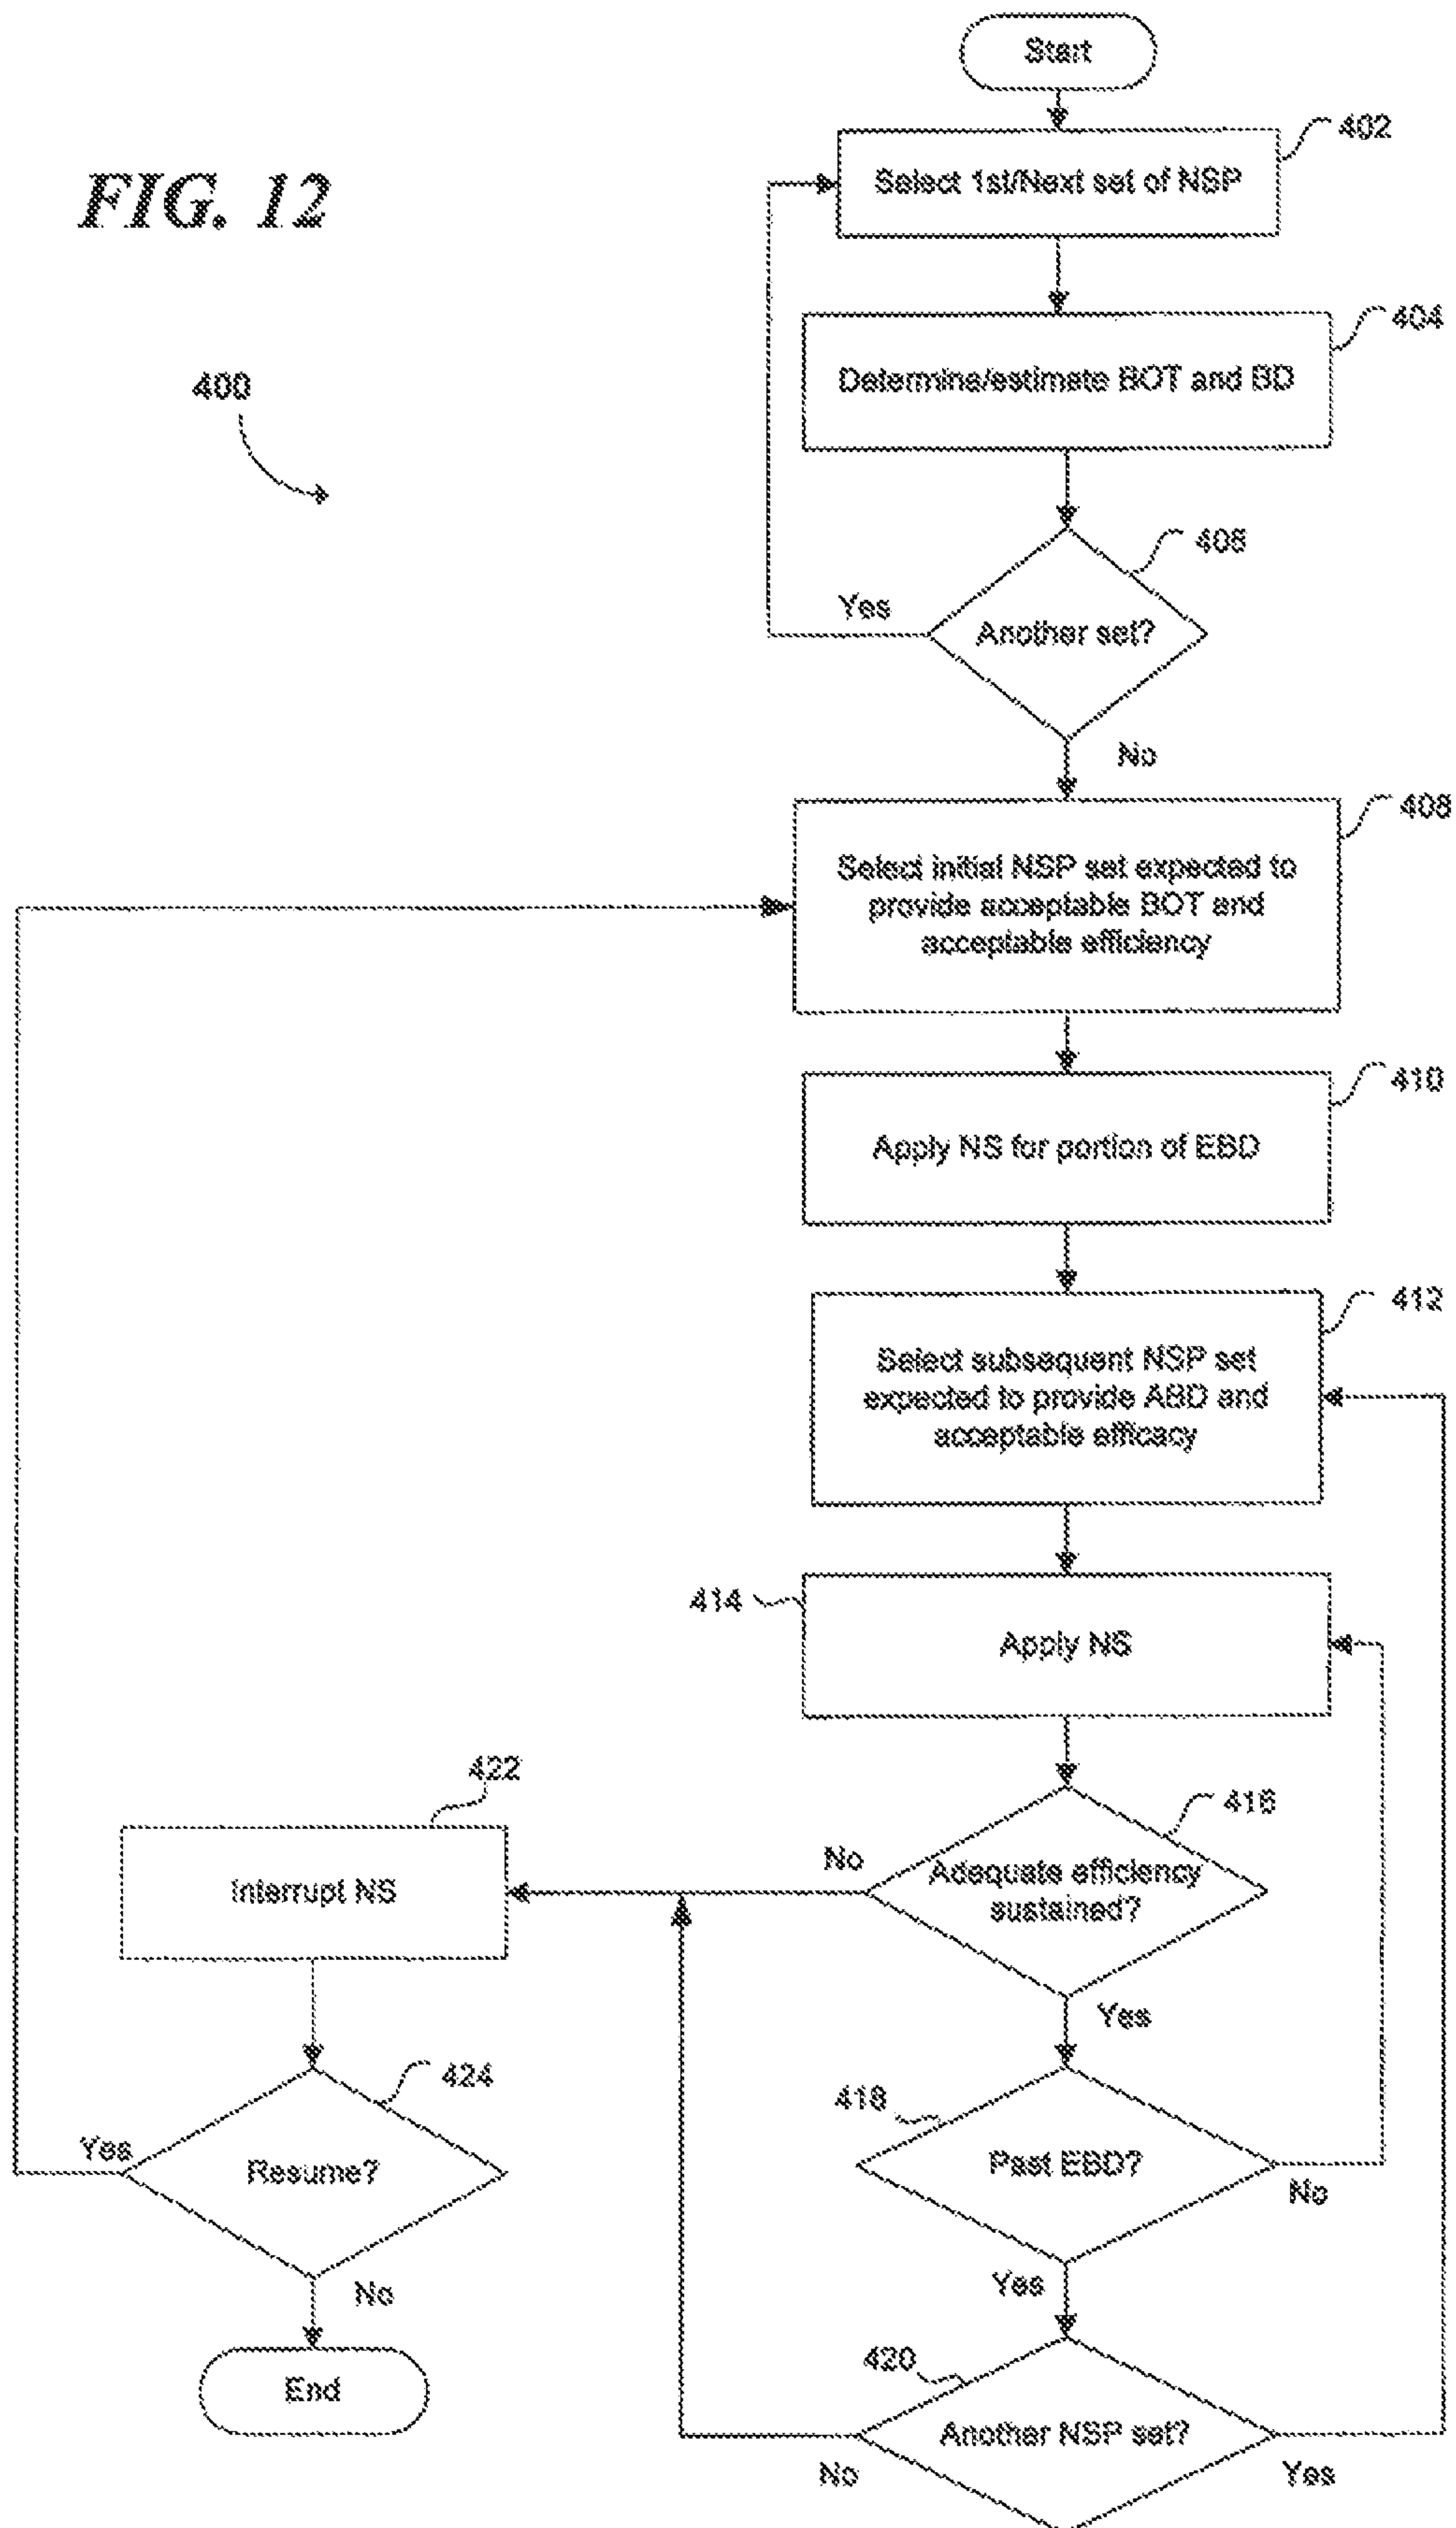 Start
402
Select 1st/Next set of NSP
FIG. 12
404
Determine/estimate BOT and BD
400
406
Yes
Another set?
No
408
Select initial NSP set expected to
provide acceptable BOT and
acceptable efficiency
410
Apply NS for portion of EBD
412
Select subsequent NSP set
expected to provide ABD and
acceptable efficacy
414
Apply NS
422
416
No
Adequate efficiency
sustained?
Interrupt NS
Yes
424
418
Yes
Resume?
Past EBD?
No
Yes
No
420
End
Another NSP set?
No
Yes